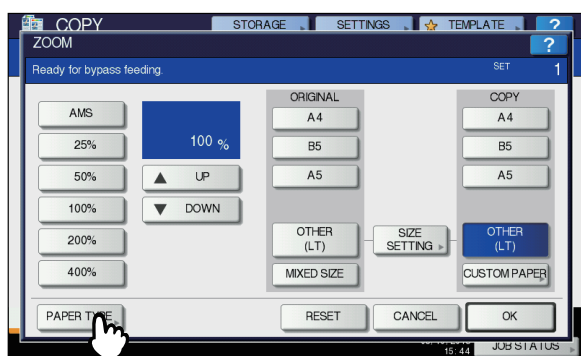 COPY STORAGE SETTINGS TEMPLATE ?
ZOOM ?
Ready for bypass feeding. SET 1
ORIGINAL COPY
AMS A4 A4
25% 100 % B5 B5
50% UP A5 A5
100% DOWN
200% OTHER (LT) SIZE SETTING OTHER (LT)
400% MIXED SIZE CUSTOM PAPER
PAPER TYPE RESET CANCEL OK
15:44 JOB STATUS